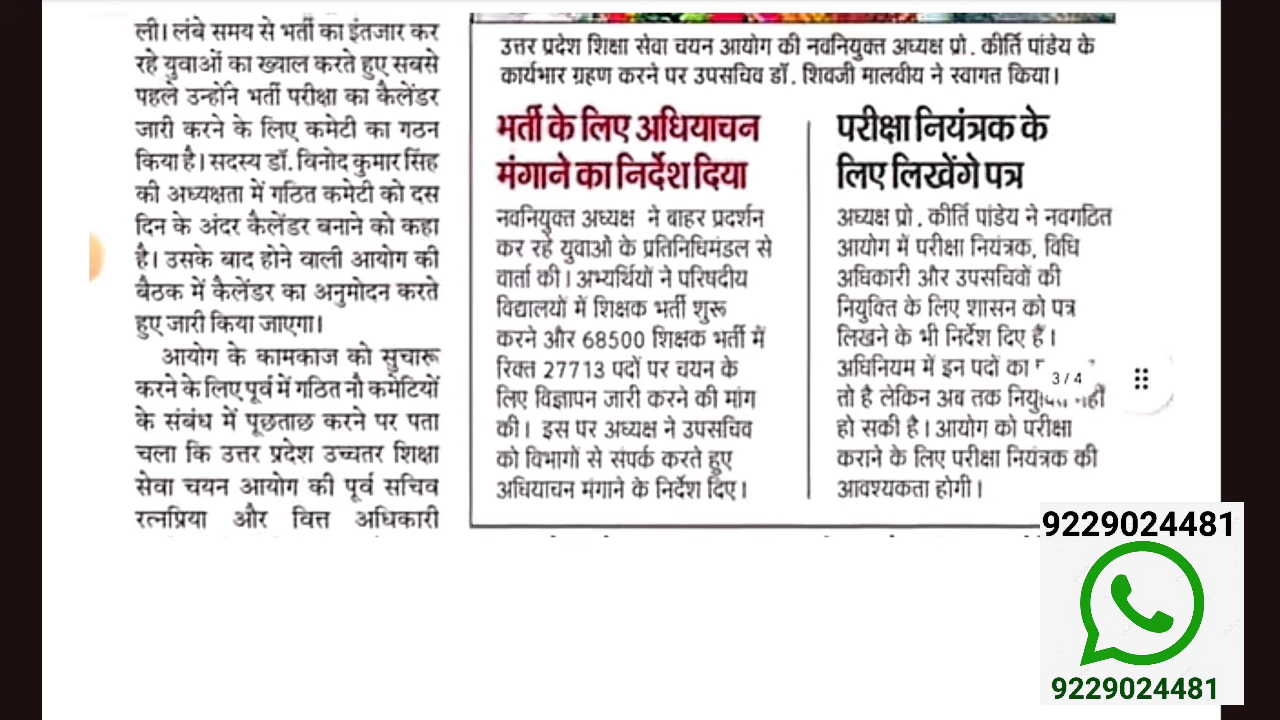 ली। लंबे समय से भर्ती का इंतजार कर
रहे युवाओं का ख्याल करते हुए सबसे
पहले उन्होंने भर्ती परीक्षा का कैलेंडर
जारी करने के लिए कमेटी का गठन
किया है। सदस्य डॉ. विनोद कुमार सिंह
की अध्यक्षता में गठित कमेटी को दस
दिन के अंदर कैलेंडर बनाने को कहा
है। उसके बाद होने वाली आयोग की
बैठक में कैलेंडर का अनुमोदन करते
हुए जारी किया जाएगा।
आयोग के कामकाज को सुचारू
करने के लिए पूर्व में गठित नौ कमेटियों
के संबंध में पूछताछ करने पर पता
चला कि उत्तर प्रदेश उच्चतर शिक्षा
सेवा चयन आयोग की पूर्व सचिव
रत्नप्रिया और वित्त अधिकारी
उत्तर प्रदेश शिक्षा सेवा चयन आयोग की नवनियुक्त अध्यक्ष प्रो. कीर्ति पांडेय के
कार्यभार ग्रहण करने पर उपसचिव डॉ. शिवजी मालवीय ने स्वागत किया।
भर्ती के लिए अधियाचन
मंगाने का निर्देश दिया
नवनियुक्त अध्यक्ष ने बाहर प्रदर्शन
कर रहे युवाओं के प्रतिनिधिमंडल से
वार्ता की। अभ्यर्थियों ने परिषदीय
विद्यालयों में शिक्षक भर्ती शुरू
करने और 68500 शिक्षक भर्ती में
रिक्त 27713 पदों पर चयन के
लिए विज्ञापन जारी करने की मांग
की। इस पर अध्यक्ष ने उपसचिव
को विभागों से संपर्क करते हुए
अधियाचन मंगाने के निर्देश दिए।
परीक्षा नियंत्रक के
लिए लिखेंगे पत्र
अध्यक्ष प्रो. कीर्ति पांडेय ने नवगठित
आयोग में परीक्षा नियंत्रक, विधि
अधिकारी और उपसचिवों की
नियुक्ति के लिए शासन को पत्र
लिखने के भी निर्देश दिए हैं।
अधिनियम में इन पदों का
तो है लेकिन अब तक नहीं
हो सकी है। आयोग को परीक्षा
कराने के लिए परीक्षा नियंत्रक की
आवश्यकता होगी।
3/4
9229024481
9229024481